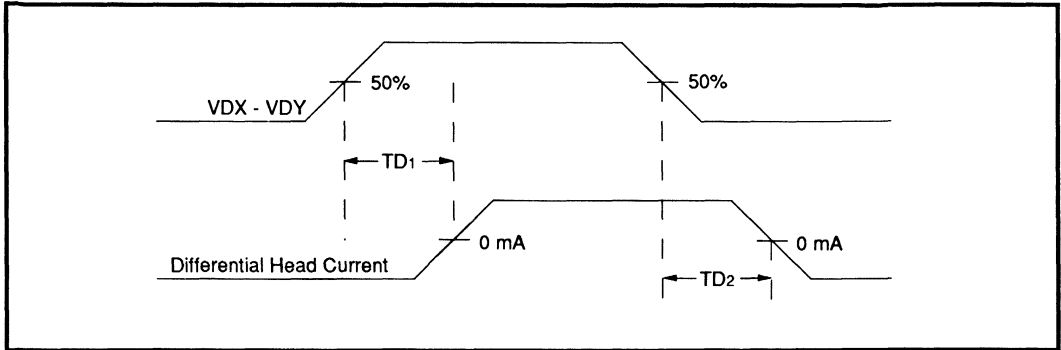 50%
50%
VDX - VDY
TD1
0 mA
0 mA
Differential Head Current
TD2